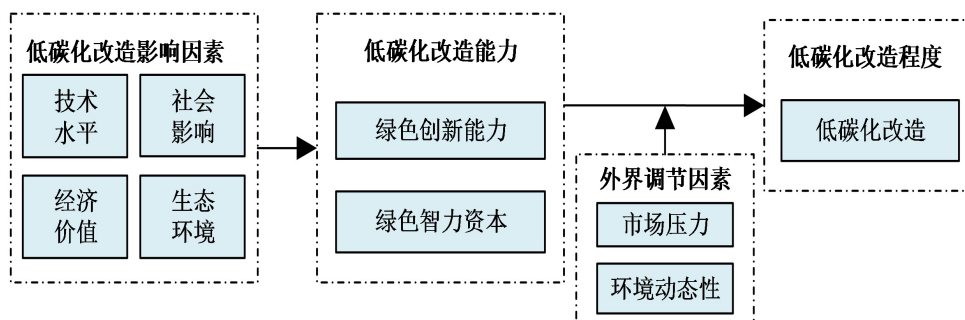 低碳化改造影响因素
技术
水平
社会
影响
经济
价值
生态
环境
低碳化改造能力
绿色创新能力
绿色智力资本
外界调节因素
市场压力
环境动态性
低碳化改造程度
低碳化改造